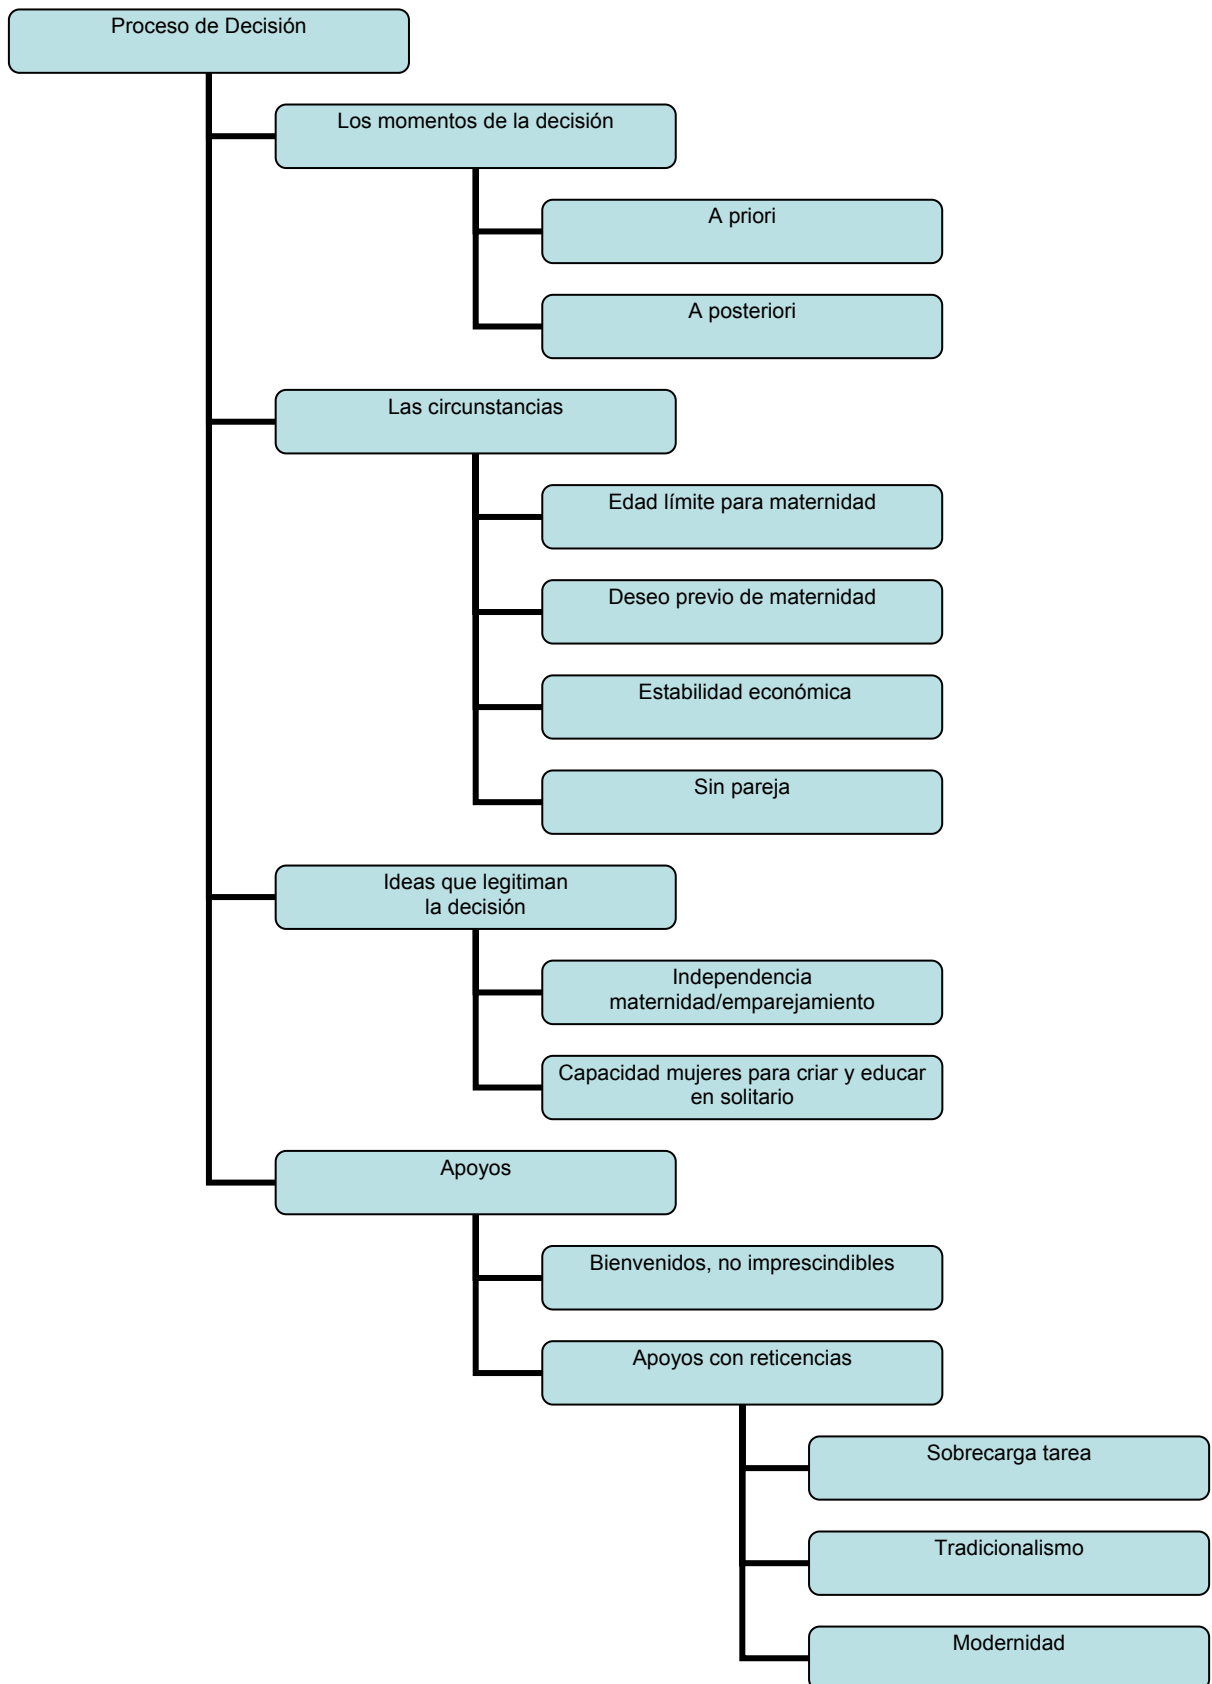 Proceso de Decisión
Los momentos de la decisión
A priori
A posteriori
Las circunstancias
Edad límite para maternidad
Deseo previo de maternidad
Estabilidad económica
Sin pareja
Ideas que legitiman
la decisión
Independencia
maternidad/emparejamiento
Capacidad mujeres para criar y educar
en solitario
Apoyos
Bienvenidos, no imprescindibles
Apoyos con reticencias
Sobrecarga tarea
Tradicionalismo
Modernidad